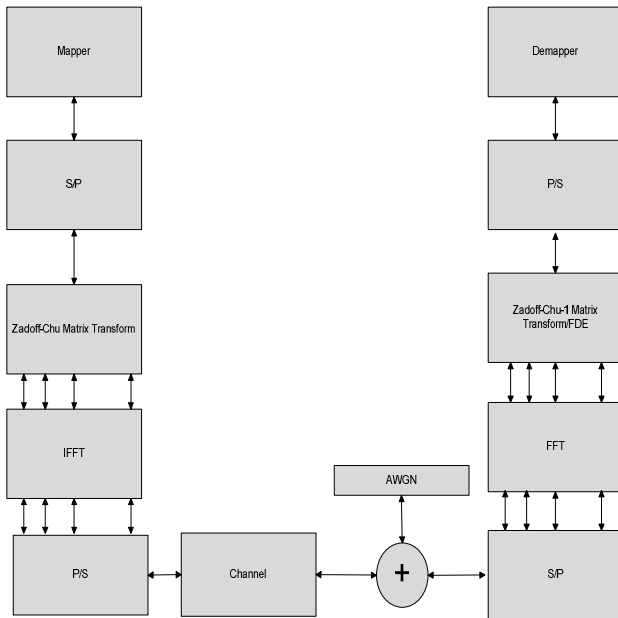 Mapper
S/P
Zadoff-Chu Matrix Transform
IFFT
P/S
Channel
AWGN
+
Demapper
P/S
Zadoff-Chu-1 Matrix
Transform/FDE
FFT
S/P